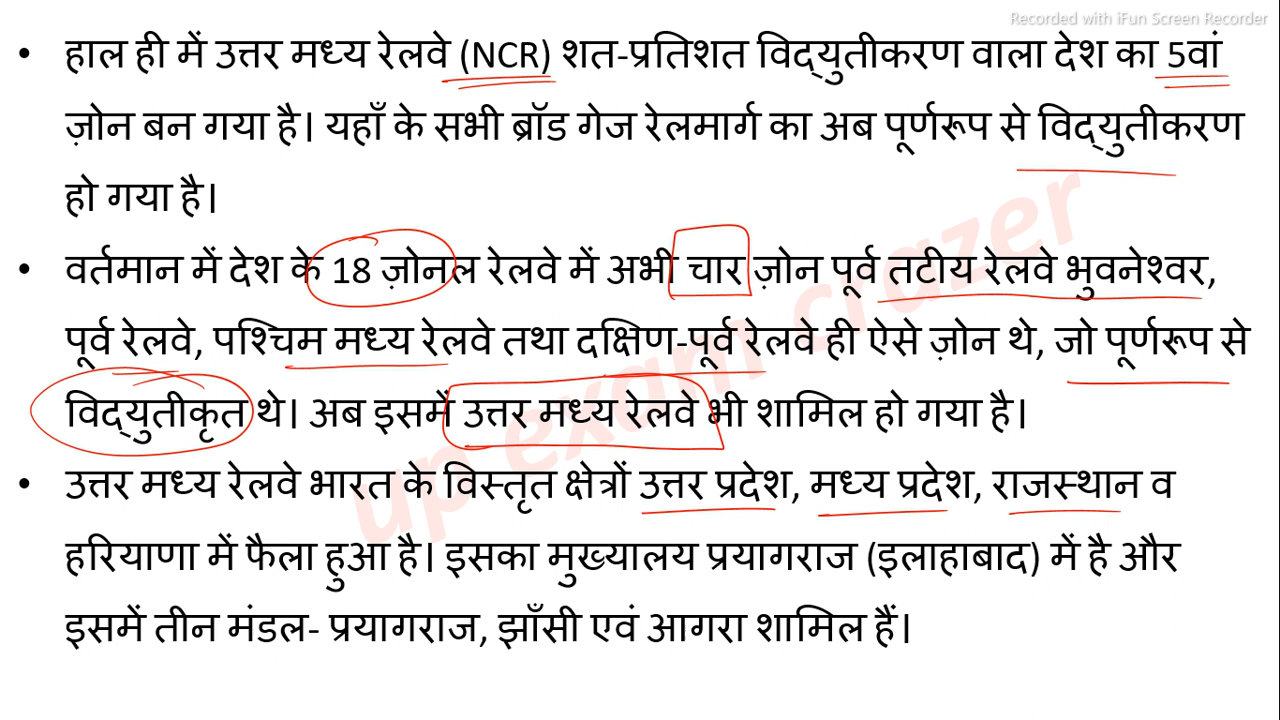 Recorded with iFun Screen Recorder
• हाल ही में उत्तर मध्य रेलवे (NCR) शत-प्रतिशत विद्युतीकरण वाला देश का 5वां
ज़ोन बन गया है। यहाँ के सभी ब्रॉड गेज रेलमार्ग का अब पूर्णरूप से विद्युतीकरण
हो गया है।
• वर्तमान में देश के 18 ज़ोनल रेलवे में अभी चार ज़ोन पूर्व तटीय रेलवे भुवनेश्वर,
पूर्व रेलवे, पश्चिम मध्य रेलवे तथा दक्षिण-पूर्व रेलवे ही ऐसे ज़ोन थे, जो पूर्णरूप से
विद्युतीकृत थे। अब इसमें उत्तर मध्य रेलवे भी शामिल हो गया है।
• उत्तर मध्य रेलवे भारत के विस्तृत क्षेत्रों उत्तर प्रदेश, मध्य प्रदेश, राजस्थान व
हरियाणा में फैला हुआ है। इसका मुख्यालय प्रयागराज (इलाहाबाद) में है और
इसमें तीन मंडल- प्रयागराज, झाँसी एवं आगरा शामिल हैं।
up exam crazer